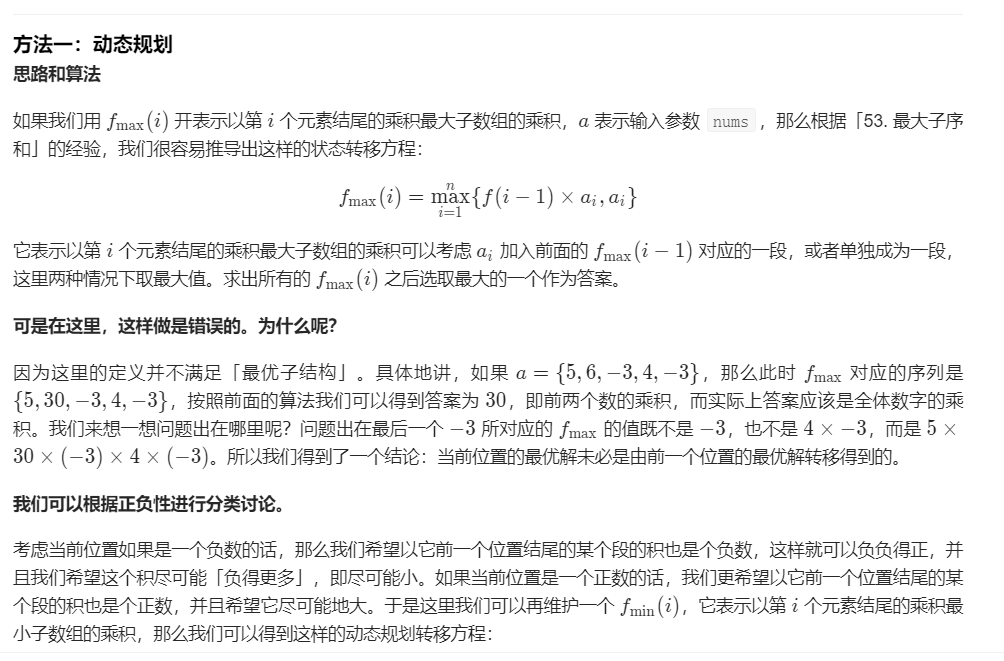 方法一：动态规划
思路和算法
如果我们用 f_max(i) 开表示以第 i 个元素结尾的乘积最大子数组的乘积，a 表示输入参数 nums，那么根据「53. 最大子序
和」的经验，我们很容易推导出这样的状态转移方程：
f_max(i) = max_{i=1}^{n}{f(i − 1) × a_i, a_i}
它表示以第 i 个元素结尾的乘积最大子数组的乘积可以考虑 a_i 加入前面的 f_max(i − 1) 对应的一段，或者单独成为一段，
这里两种情况下取最大值。求出所有的 f_max(i) 之后选取最大的一个作为答案。
可是在这里，这样做是错误的。为什么呢？
因为这里的定义并不满足「最优子结构」。具体地讲，如果 a = {5, 6, −3, 4, −3}，那么此时 f_max 对应的序列是
{5, 30, −3, 4, −3}，按照前面的算法我们可以得到答案为 30，即前两个数的乘积，而实际上答案应该是全体数字的乘
积。我们来想一想问题出在哪里呢？问题出在最后一个 −3 所对应的 f_max 的值既不是 −3，也不是 4 × −3，而是 5 ×
30 × (−3) × 4 × (−3)。所以我们得到了一个结论：当前位置的最优解未必是由前一个位置的最优解转移得到的。
我们可以根据正负性进行分类讨论。
考虑当前位置如果是一个负数的话，那么我们希望以它前一个位置结尾的某个段的积也是个负数，这样就可以负负得正，并
且我们希望这个积尽可能「负得更多」，即尽可能小。如果当前位置是一个正数的话，我们更希望以它前一个位置结尾的某
个段的积也是个正数，并且希望它尽可能地大。于是这里我们可以再维护一个 f_min(i)，它表示以第 i 个元素结尾的乘积最
小子数组的乘积，那么我们可以得到这样的动态规划转移方程：